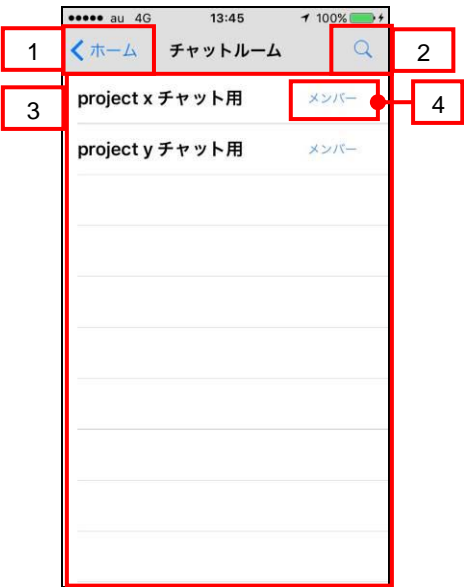 au 4G 13:45 100%
1 ホーム チャットルーム 2
3 project x チャット用 メンバー 4
project y チャット用 メンバー